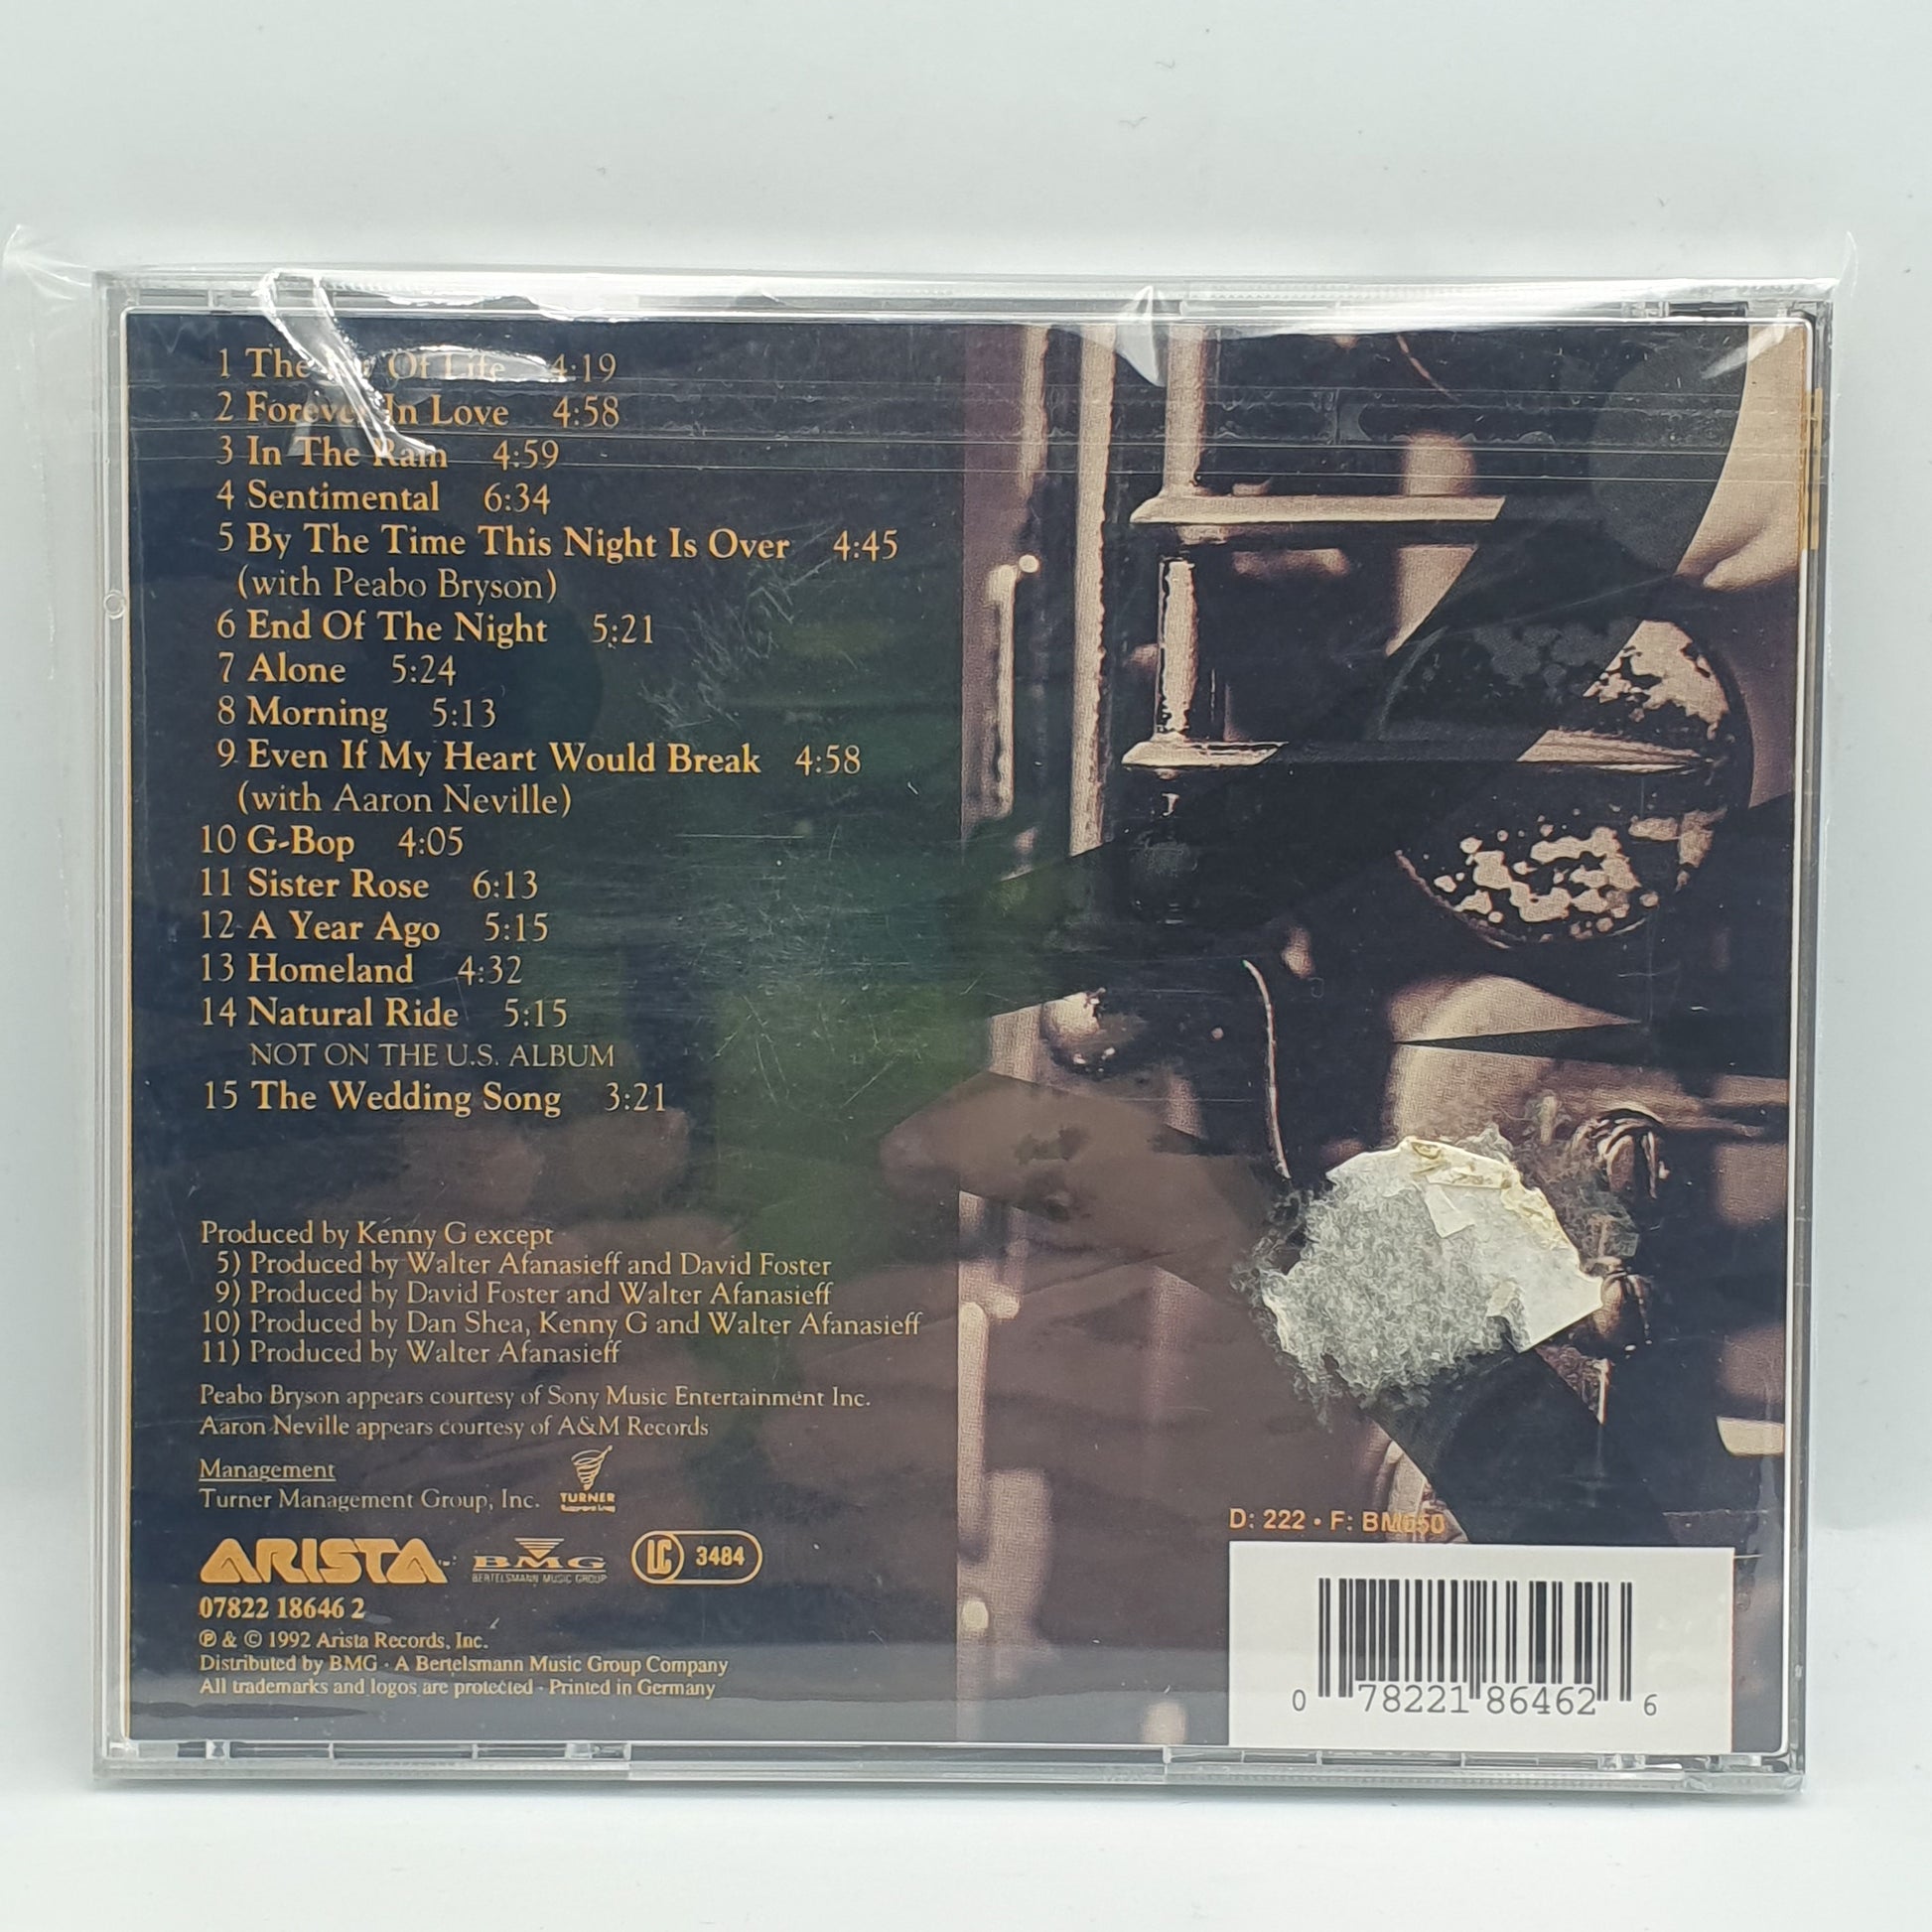 1 The Of Life 4:19
2 Forever In Love 4:58
3 In The Rain 4:59
4 Sentimental 6:34
5 By The Time This Night Is Over 4:45
(with Peabo Bryson)
6 End Of The Night 5:21
7 Alone 5:24
8 Morning 5:13
9 Even If My Heart Would Break 4:58
(with Aaron Neville)
10 G-Bop 4:05
11 Sister Rose 6:13
12 A Year Ago 5:15
13 Homeland 4:32
14 Natural Ride 5:15
NOT ON THE U.S. ALBUM
15 The Wedding Song 3:21
Produced by Kenny G except
5) Produced by Walter Afanasieff and David Foster
9) Produced by David Foster and Walter Afanasieff
10) Produced by Dan Shea, Kenny G and Walter Afanasieff
11) Produced by Walter Afanasieff
Peabo Bryson appears courtesy of Sony Music Entertainment Inc.
Aaron Neville appears courtesy of A&M Records
Management
Turner Management Group, Inc.
TURNER
ARISTA
BMG
BERTELSMANN MUSIC GROUP
LC 3484
07822 18646 2
℗ & © 1992 Arista Records, Inc.
Distributed by BMG · A Bertelsmann Music Group Company
All trademarks and logos are protected · Printed in Germany
D: 222 • F: BM650
0 78221 86462 6